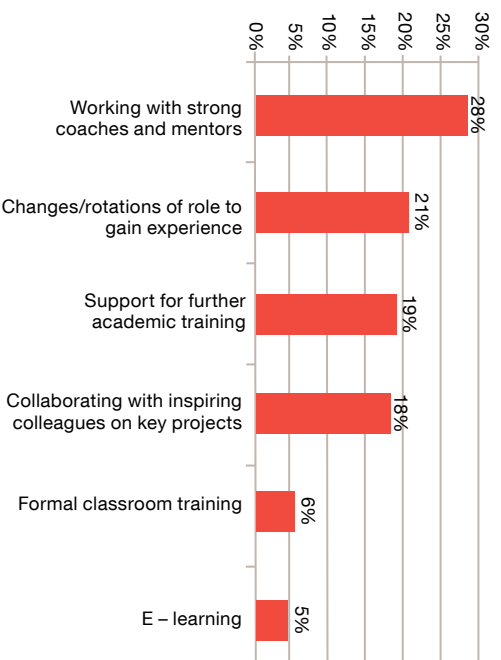 0%
5%
10%
15%
20%
25%
30%
Working with strong
coaches and mentors
28%
Changes/rotations of role to
gain experience
21%
Support for further
academic training
19%
Collaborating with inspiring
colleagues on key projects
18%
Formal classroom training
6%
E – learning
5%